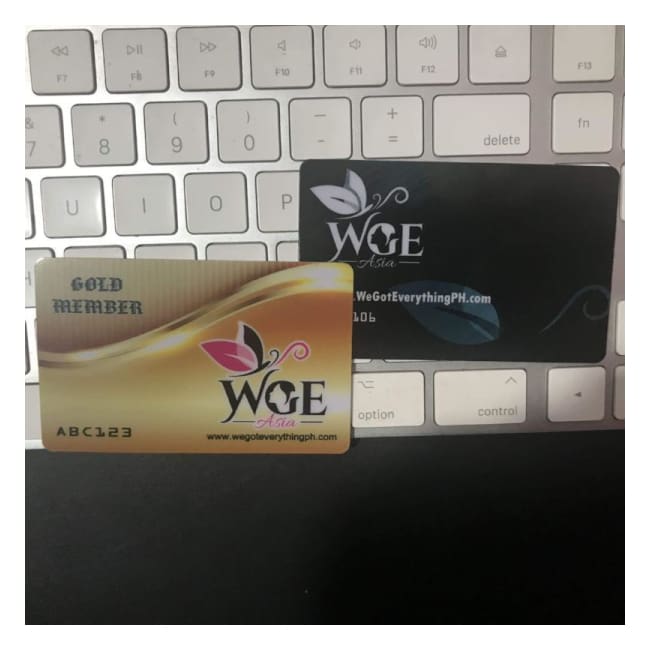 F7
F8
F9
F10
F11
F12
F13
&
7
*
8
(
9
)
0
—
-
+
=
delete
fn
U
I
O
P
WGE
Asia
.WeGotEverythingPH.com
106
GOLD
MEMBER
WGE
Asia
ABC123
www.wegoteverythingph.com
H
option
control